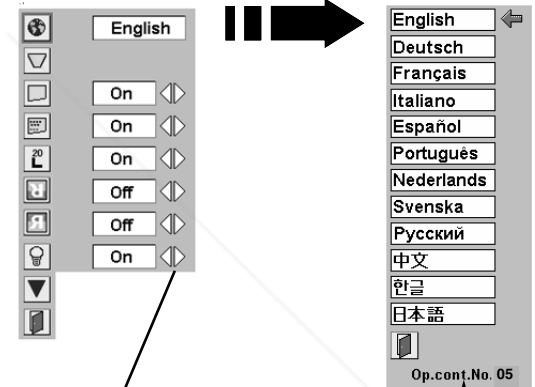 English
On
On
20
L
On
R
Off
R
Off
On
English
Deutsch
Français
Italiano
Español
Português
Nederlands
Svenska
Русский
中文
한글
日本語
Op.cont.No. 05